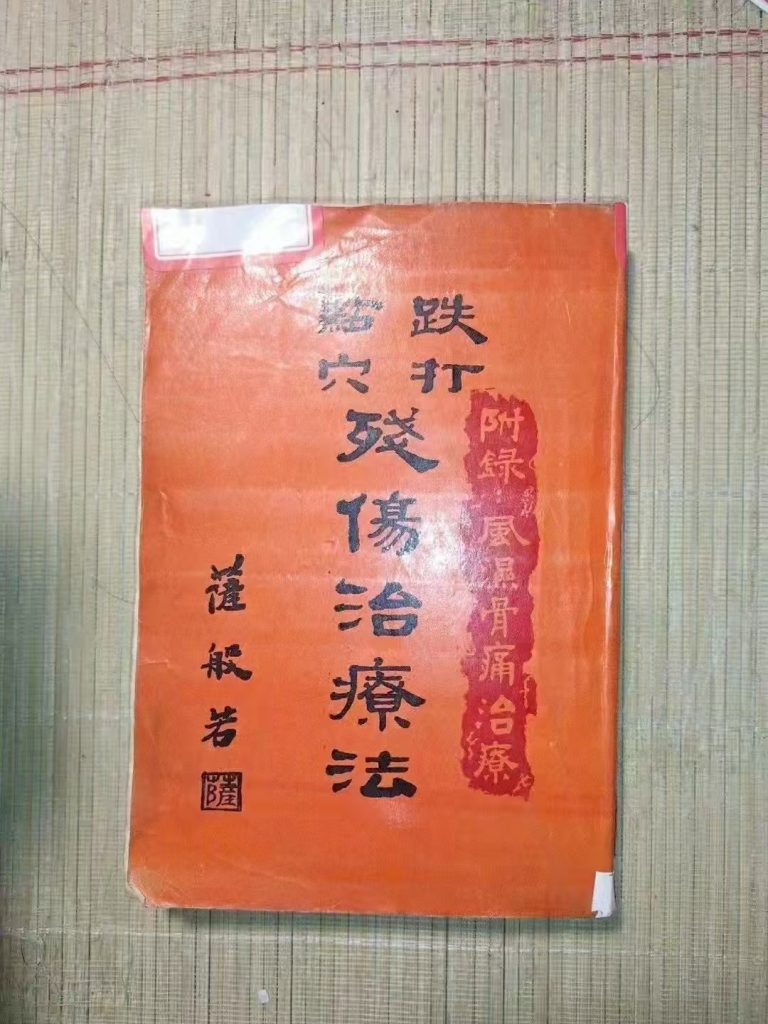 跌打
點穴
殘傷治療法
附録:風濕骨痛治療
薩般若
薩